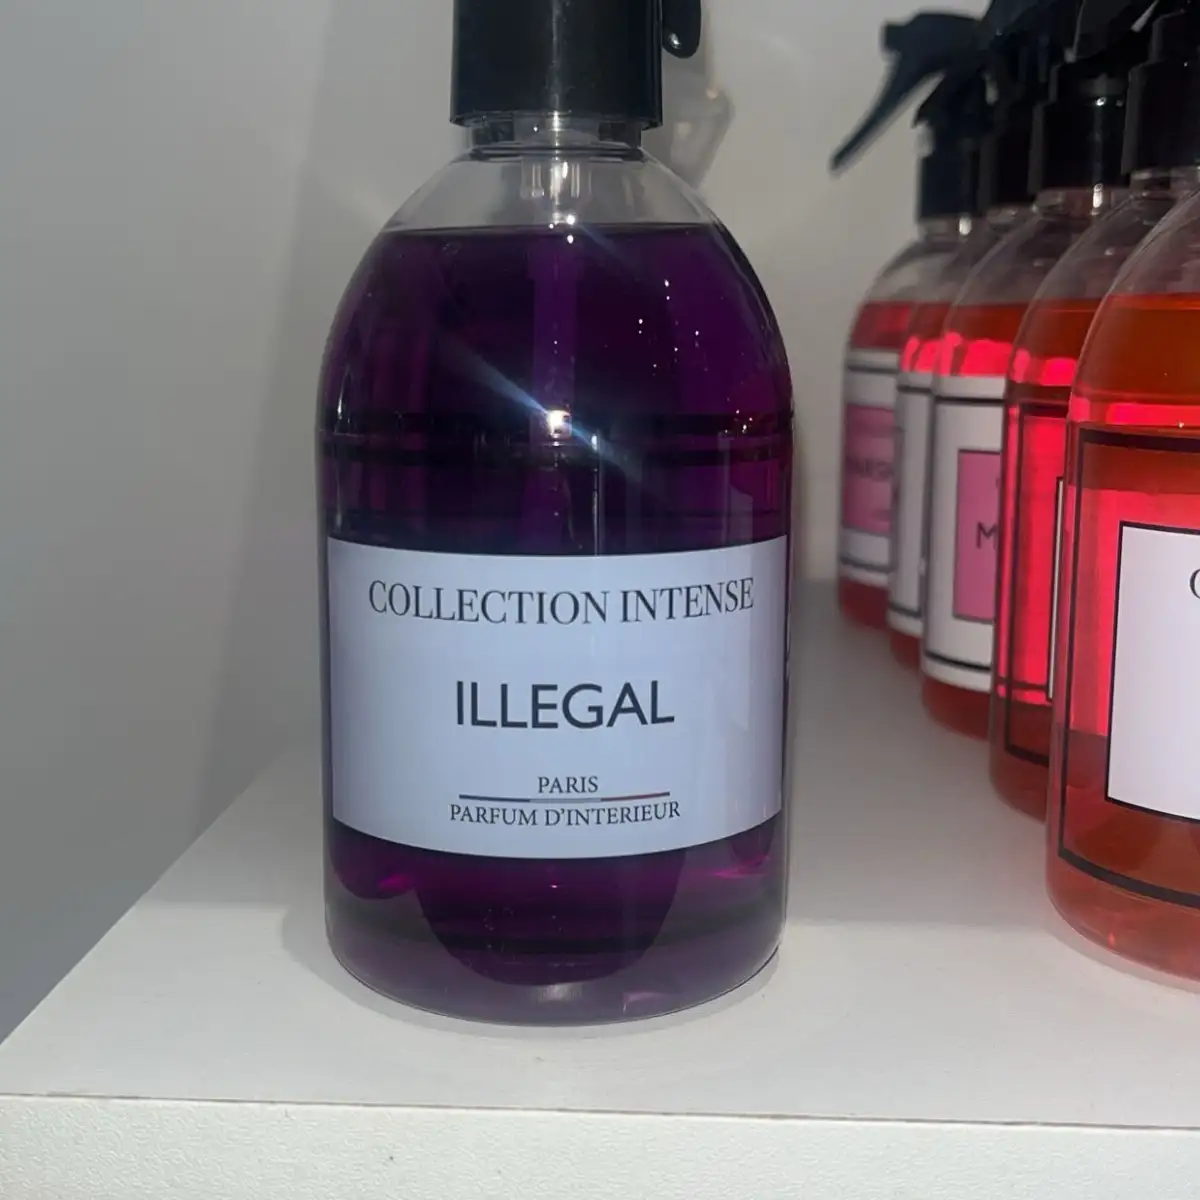 COLLECTION INTENSE
ILLEGAL
PARIS
PARFUM D'INTERIEUR